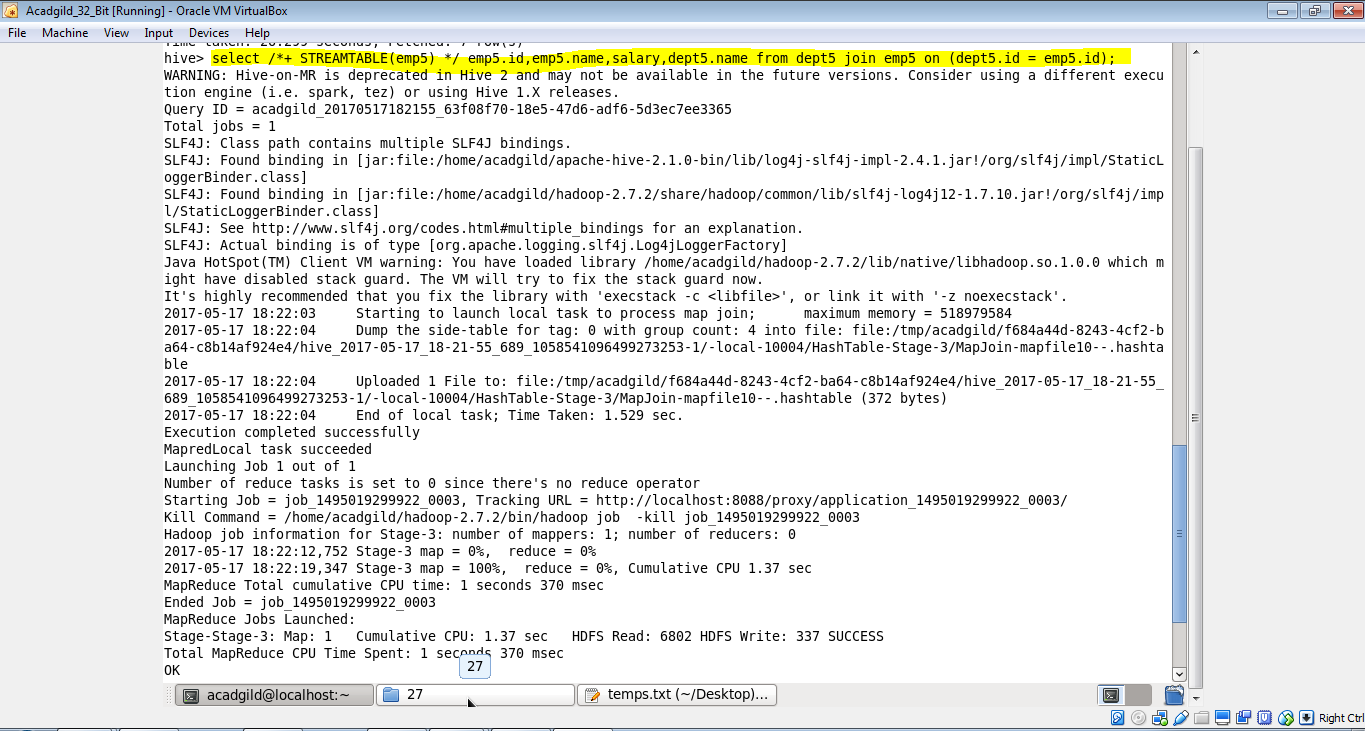 Acadgild_32_Bit [Running] - Oracle VM VirtualBox
File Machine View Input Devices Help
Time taken: 20.299 seconds, Fetched: 7 row(s)
hive> select /*+ STREAMTABLE(emp5) */ emp5.id,emp5.name,salary,dept5.name from dept5 join emp5 on (dept5.id = emp5.id);
WARNING: Hive-on-MR is deprecated in Hive 2 and may not be available in the future versions. Consider using a different execu
tion engine (i.e. spark, tez) or using Hive 1.X releases.
Query ID = acadgild_20170517182155_63f08f70-18e5-47d6-adf6-5d3ec7ee3365
Total jobs = 1
SLF4J: Class path contains multiple SLF4J bindings.
SLF4J: Found binding in [jar:file:/home/acadgild/apache-hive-2.1.0-bin/lib/log4j-slf4j-impl-2.4.1.jar!/org/slf4j/impl/StaticL
oggerBinder.class]
SLF4J: Found binding in [jar:file:/home/acadgild/hadoop-2.7.2/share/hadoop/common/lib/slf4j-log4j12-1.7.10.jar!/org/slf4j/imp
l/StaticLoggerBinder.class]
SLF4J: See http://www.slf4j.org/codes.html#multiple_bindings for an explanation.
SLF4J: Actual binding is of type [org.apache.logging.slf4j.Log4jLoggerFactory]
Java HotSpot(TM) Client VM warning: You have loaded library /home/acadgild/hadoop-2.7.2/lib/native/libhadoop.so.1.0.0 which m
ight have disabled stack guard. The VM will try to fix the stack guard now.
It's highly recommended that you fix the library with 'execstack -c <libfile>', or link it with '-z noexecstack'.
2017-05-17 18:22:03 Starting to launch local task to process map join; maximum memory = 518979584
2017-05-17 18:22:04 Dump the side-table for tag: 0 with group count: 4 into file: file:/tmp/acadgild/f684a44d-8243-4cf2-b
a64-c8b14af924e4/hive_2017-05-17_18-21-55_689_1058541096499273253-1/-local-10004/HashTable-Stage-3/MapJoin-mapfile10--.hashta
ble
2017-05-17 18:22:04 Uploaded 1 File to: file:/tmp/acadgild/f684a44d-8243-4cf2-ba64-c8b14af924e4/hive_2017-05-17_18-21-55_
689_1058541096499273253-1/-local-10004/HashTable-Stage-3/MapJoin-mapfile10--.hashtable (372 bytes)
2017-05-17 18:22:04 End of local task; Time Taken: 1.529 sec.
Execution completed successfully
MapredLocal task succeeded
Launching Job 1 out of 1
Number of reduce tasks is set to 0 since there's no reduce operator
Starting Job = job_1495019299922_0003, Tracking URL = http://localhost:8088/proxy/application_1495019299922_0003/
Kill Command = /home/acadgild/hadoop-2.7.2/bin/hadoop job -kill job_1495019299922_0003
Hadoop job information for Stage-3: number of mappers: 1; number of reducers: 0
2017-05-17 18:22:12,752 Stage-3 map = 0%, reduce = 0%
2017-05-17 18:22:19,347 Stage-3 map = 100%, reduce = 0%, Cumulative CPU 1.37 sec
MapReduce Total cumulative CPU time: 1 seconds 370 msec
Ended Job = job_1495019299922_0003
MapReduce Jobs Launched:
Stage-Stage-3: Map: 1 Cumulative CPU: 1.37 sec HDFS Read: 6802 HDFS Write: 337 SUCCESS
Total MapReduce CPU Time Spent: 1 seconds 370 msec
OK
27
acadgild@localhost:~ 27 temps.txt (~/Desktop)...
Right Ctrl